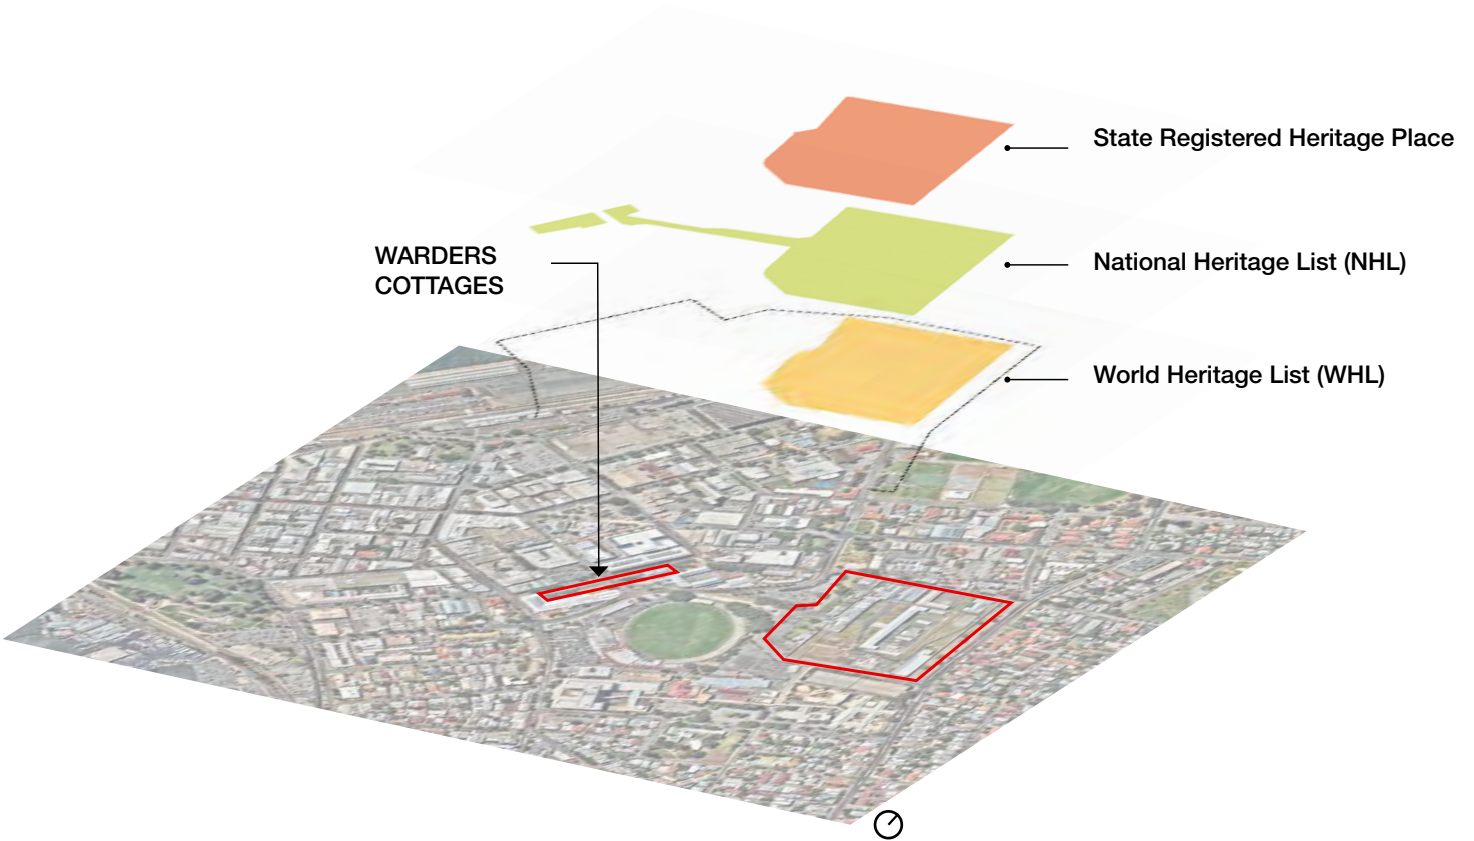 State Registered Heritage Place
WARDERS
COTTAGES
National Heritage List (NHL)
World Heritage List (WHL)